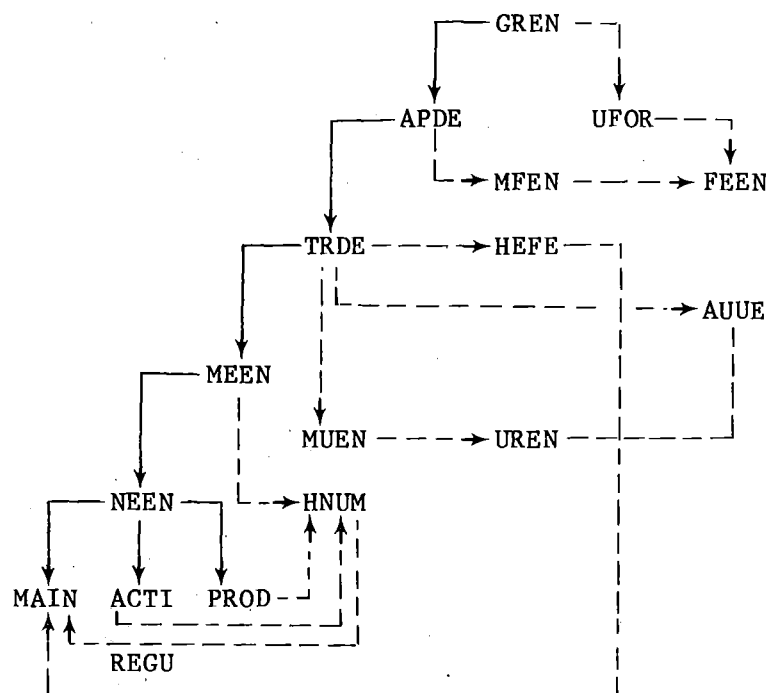 GREN
APDE UFOR
MFEN FEEN
TRDE HEFE
AUUE
MEEN
MUEN UREN
NEEN HNUM
MAIN ACTI PROD
REGU